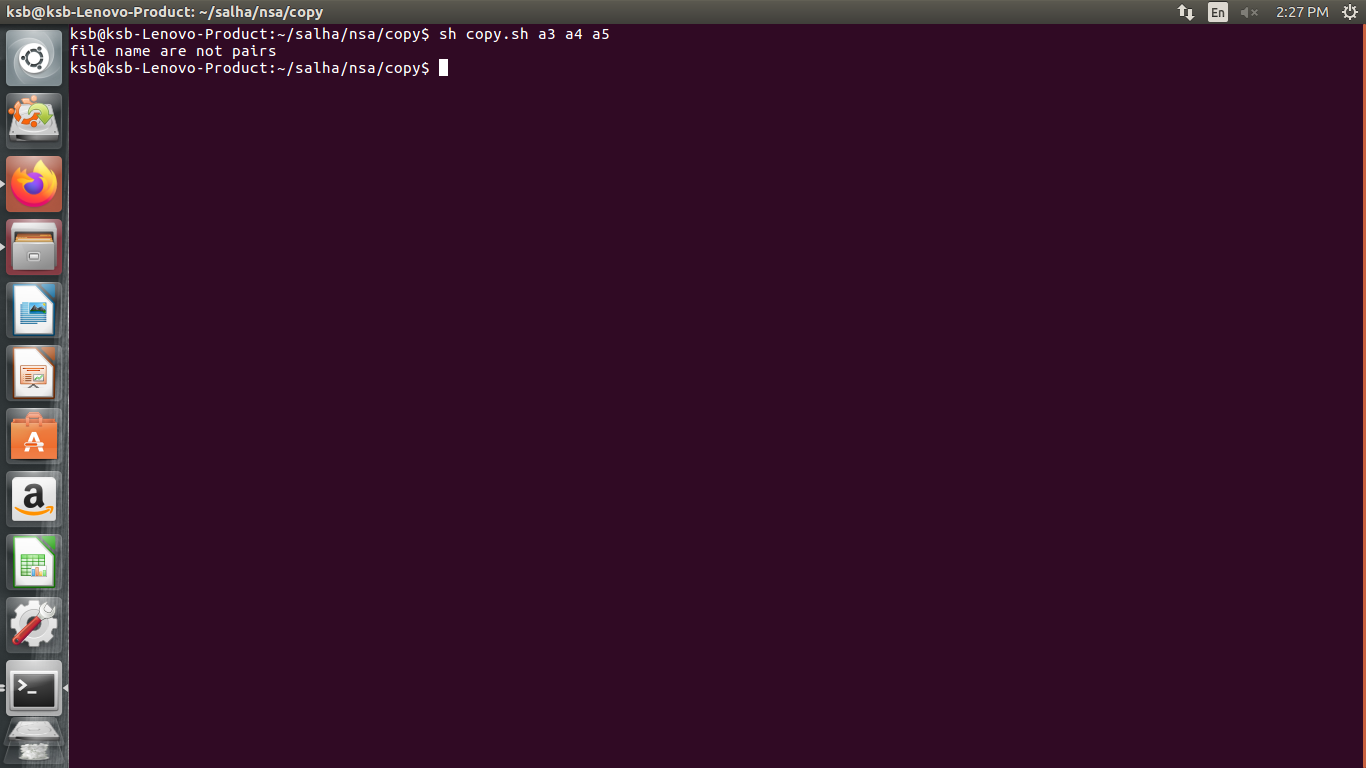 ksb@ksb-Lenovo-Product: ~/salha/nsa/copy
En
2:27 PM
ksb@ksb-Lenovo-Product:~/salha/nsa/copy$ sh copy.sh a3 a4 a5
file name are not pairs
ksb@ksb-Lenovo-Product:~/salha/nsa/copy$
A
a
>_